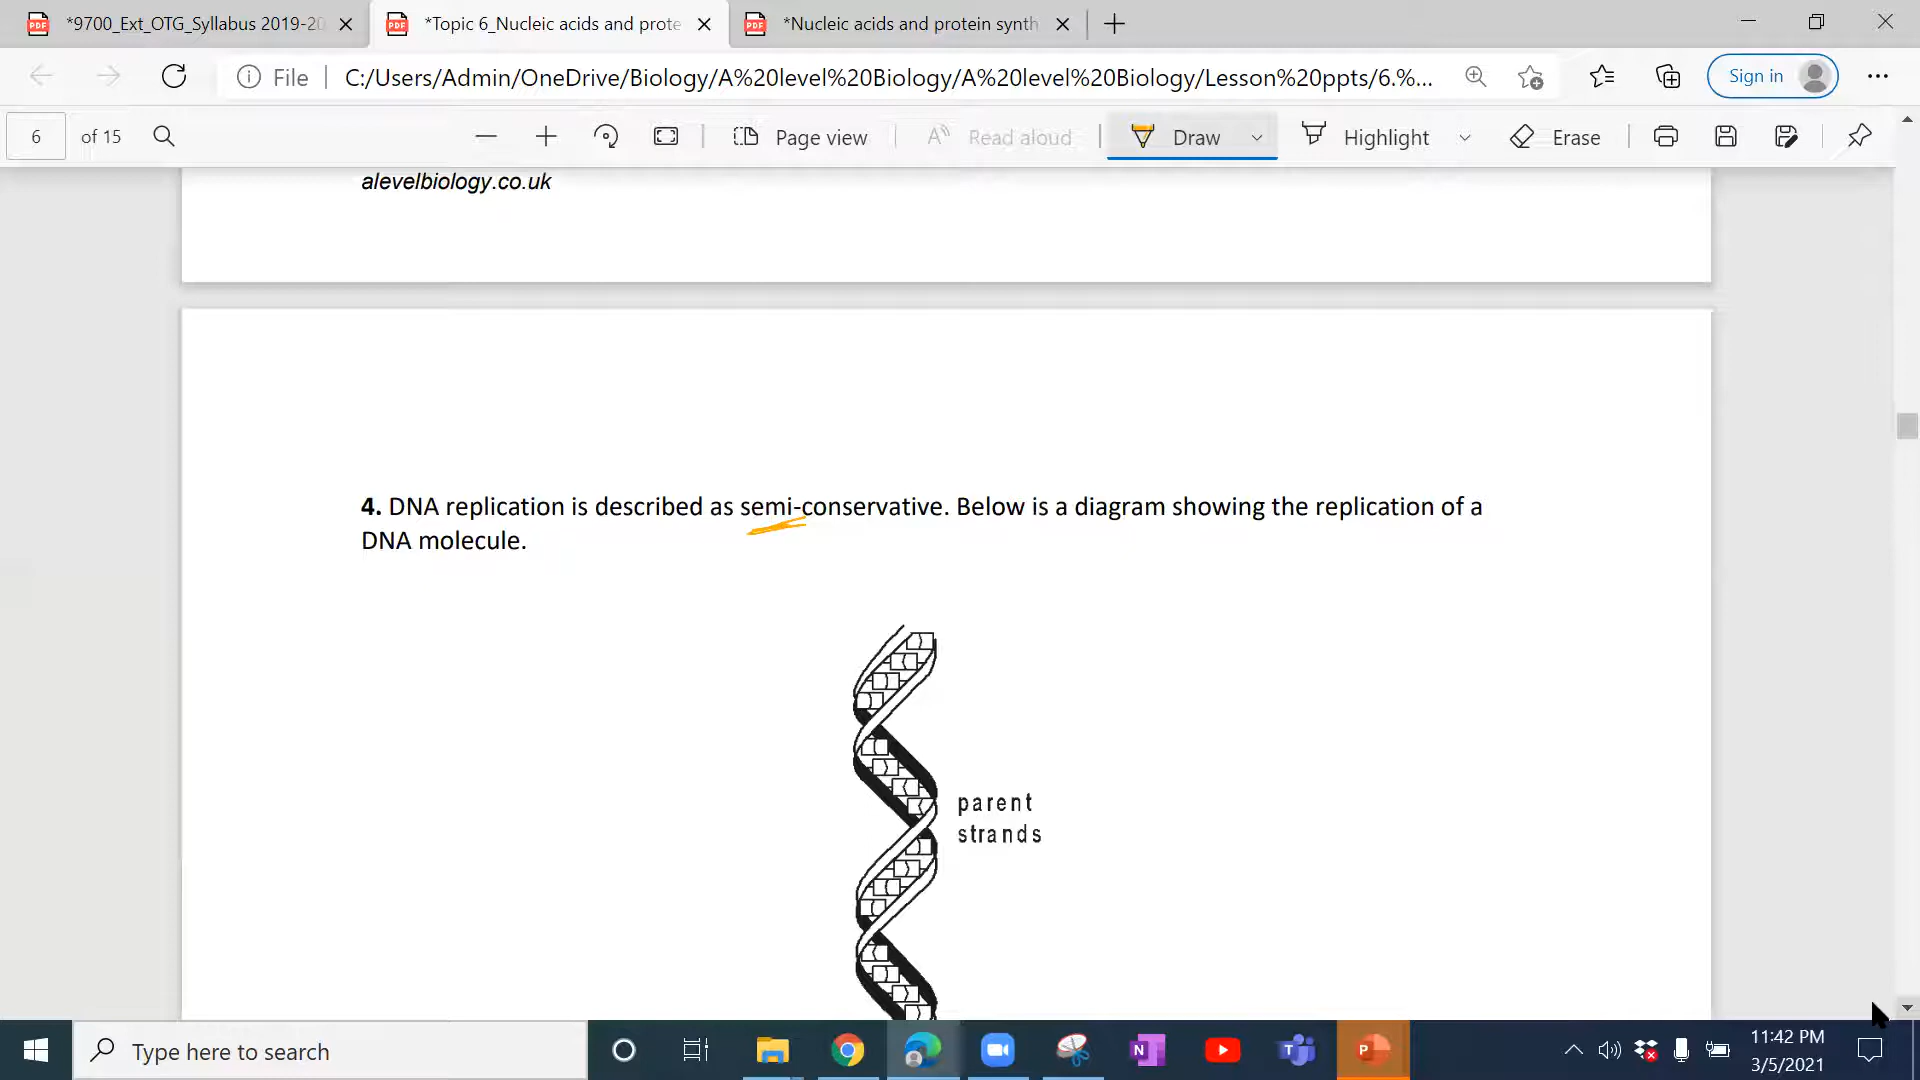 *9700_Ext_OTG_Syllabus 2019-20
*Topic 6_Nucleic acids and prote
*Nucleic acids and protein synth
File
C:/Users/Admin/OneDrive/Biology/A%20level%20Biology/A%20level%20Biology/Lesson%20ppts/6.%...
Sign in
6 of 15
Page view
Read aloud
Draw
Highlight
Erase
alevelbiology.co.uk
4. DNA replication is described as semi-conservative. Below is a diagram showing the replication of a
DNA molecule.
parent
strands
Type here to search
11:42 PM
3/5/2021